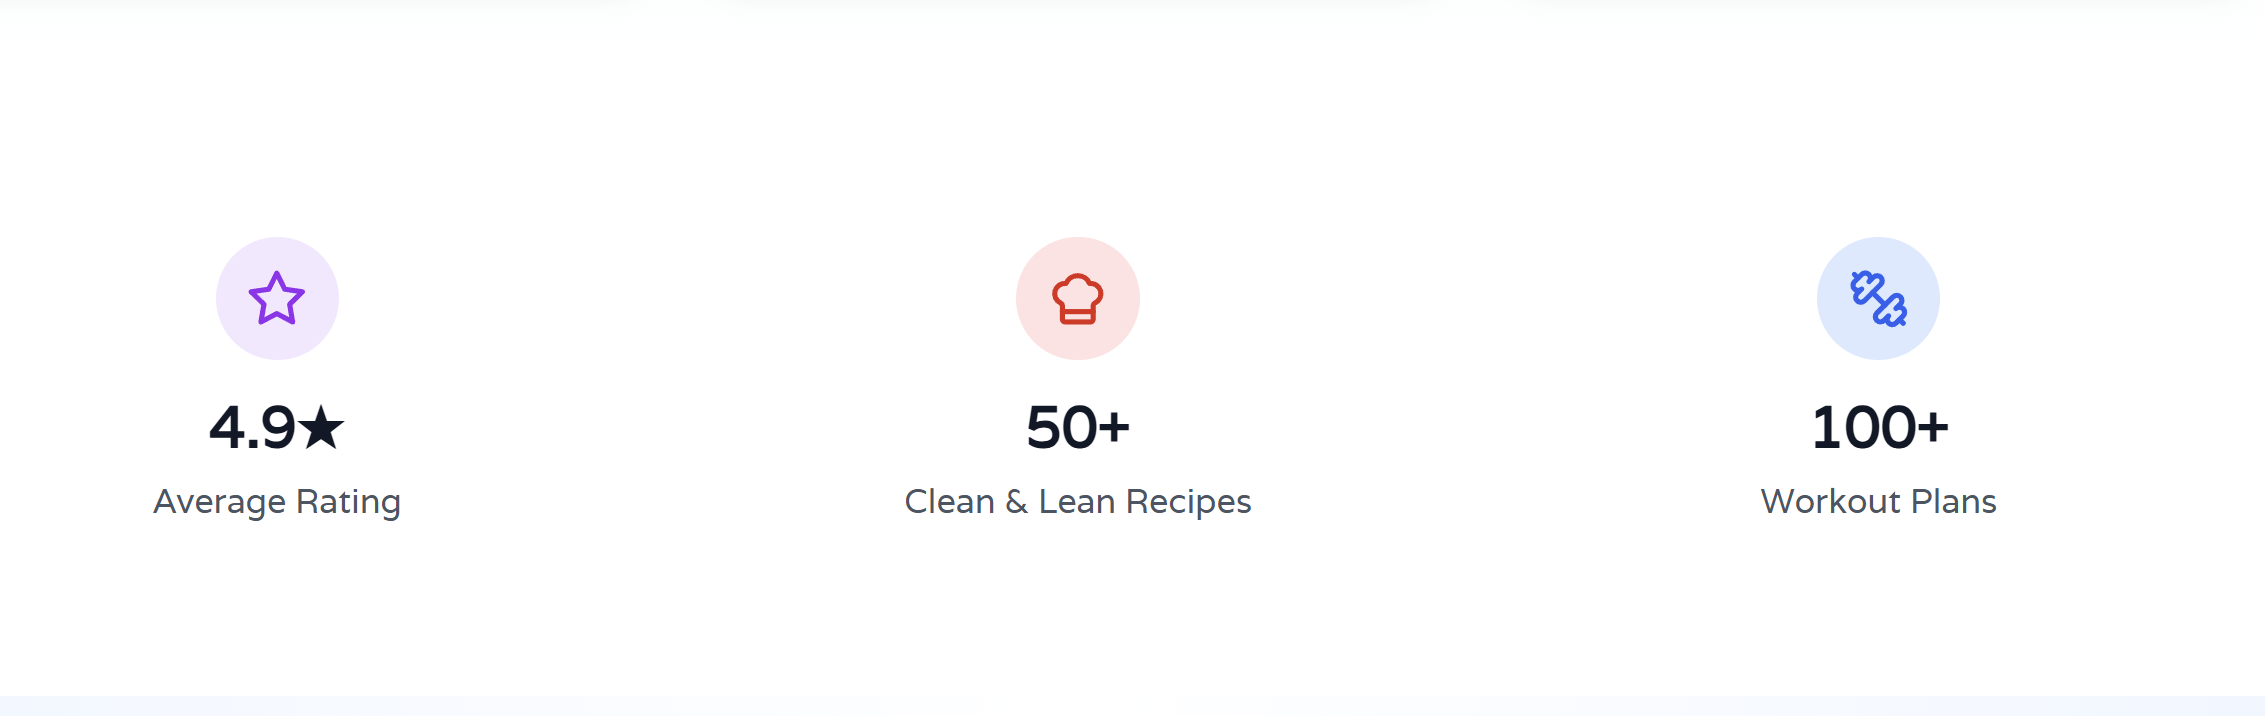 4.9★
Average Rating
50+
Clean & Lean Recipes
100+
Workout Plans